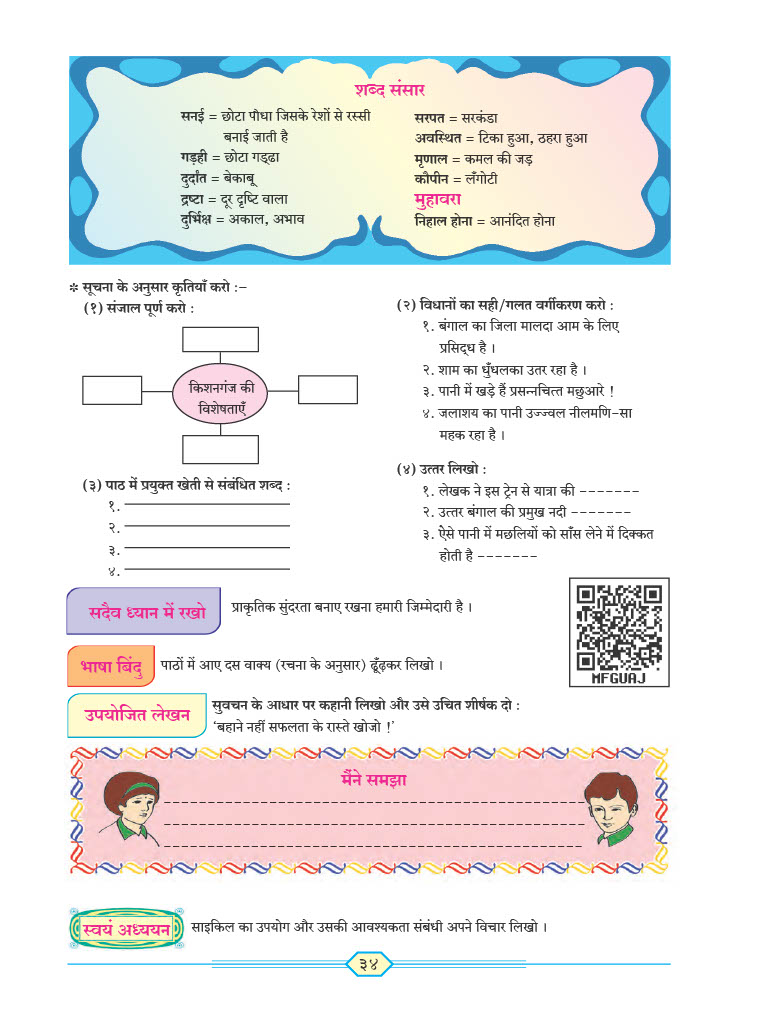 शब्द संसार
सनई = छोटा पौधा जिसके रेशों से रस्सी
बनाई जाती है
गड़ही = छोटा गड्‌ढा
दुर्दांत = बेकाबू
द्रष्टा = दूर दृष्टि वाला
दुर्भिक्ष = अकाल, अभाव
सरपत = सरकंडा
अवस्थित = टिका हुआ, ठहरा हुआ
मृणाल = कमल की जड़
कौपीन = लँगोटी
मुहावरा
निहाल होना = आनंदित होना
* सूचना के अनुसार कृतियाँ करो :–
(१) संजाल पूर्ण करो :
किशनगंज की
विशेषताएँ
(२) विधानों का सही/गलत वर्गीकरण करो :
१. बंगाल का जिला मालदा आम के लिए
प्रसिद्‌ध है ।
२. शाम का धुँधलका उतर रहा है ।
३. पानी में खड़े हैं प्रसन्नचित्त मछुआरे !
४. जलाशय का पानी उज्ज्वल नीलमणि-सा
महक रहा है ।
(३) पाठ में प्रयुक्त खेती से संबंधित शब्द :
१.
२.
३.
४.
(४) उत्तर लिखो :
१. लेखक ने इस ट्रेन से यात्रा की -------
२. उत्तर बंगाल की प्रमुख नदी -------
३. ऐसे पानी में मछलियों को साँस लेने में दिक्कत
होती है -------
सदैव ध्यान में रखो
प्राकृतिक सुंदरता बनाए रखना हमारी जिम्मेदारी है ।
MFGUAJ
भाषा बिंदु
पाठों में आए दस वाक्य (रचना के अनुसार) ढूँढ़कर लिखो ।
उपयोजित लेखन
सुवचन के आधार पर कहानी लिखो और उसे उचित शीर्षक दो :
‘बहाने नहीं सफलता के रास्ते खोजो !’
मैंने समझा
स्वयं अध्ययन
साइकिल का उपयोग और उसकी आवश्यकता संबंधी अपने विचार लिखो ।
३४